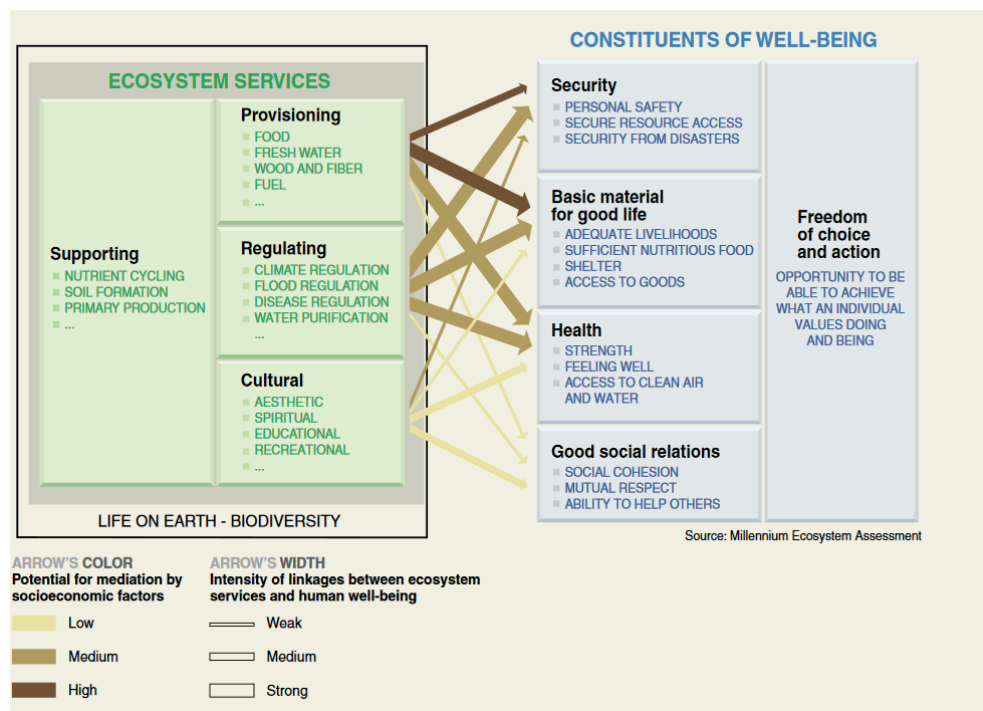 CONSTITUENTS OF WELL-BEING
ECOSYSTEM SERVICES
Supporting
NUTRIENT CYCLING
SOIL FORMATION
PRIMARY PRODUCTION
...
Provisioning
FOOD
FRESH WATER
WOOD AND FIBER
FUEL
...
Regulating
CLIMATE REGULATION
FLOOD REGULATION
DISEASE REGULATION
WATER PURIFICATION
...
Cultural
AESTHETIC
SPIRITUAL
EDUCATIONAL
RECREATIONAL
...
LIFE ON EARTH - BIODIVERSITY
Security
PERSONAL SAFETY
SECURE RESOURCE ACCESS
SECURITY FROM DISASTERS
Basic material
for good life
ADEQUATE LIVELIHOODS
SUFFICIENT NUTRITIOUS FOOD
SHELTER
ACCESS TO GOODS
Health
STRENGTH
FEELING WELL
ACCESS TO CLEAN AIR
AND WATER
Good social relations
SOCIAL COHESION
MUTUAL RESPECT
ABILITY TO HELP OTHERS
Freedom
of choice
and action
OPPORTUNITY TO BE
ABLE TO ACHIEVE
WHAT AN INDIVIDUAL
VALUES DOING
AND BEING
Source: Millennium Ecosystem Assessment
ARROW'S COLOR
Potential for mediation by
socioeconomic factors
Low
Medium
High
ARROW'S WIDTH
Intensity of linkages between ecosystem
services and human well-being
Weak
Medium
Strong